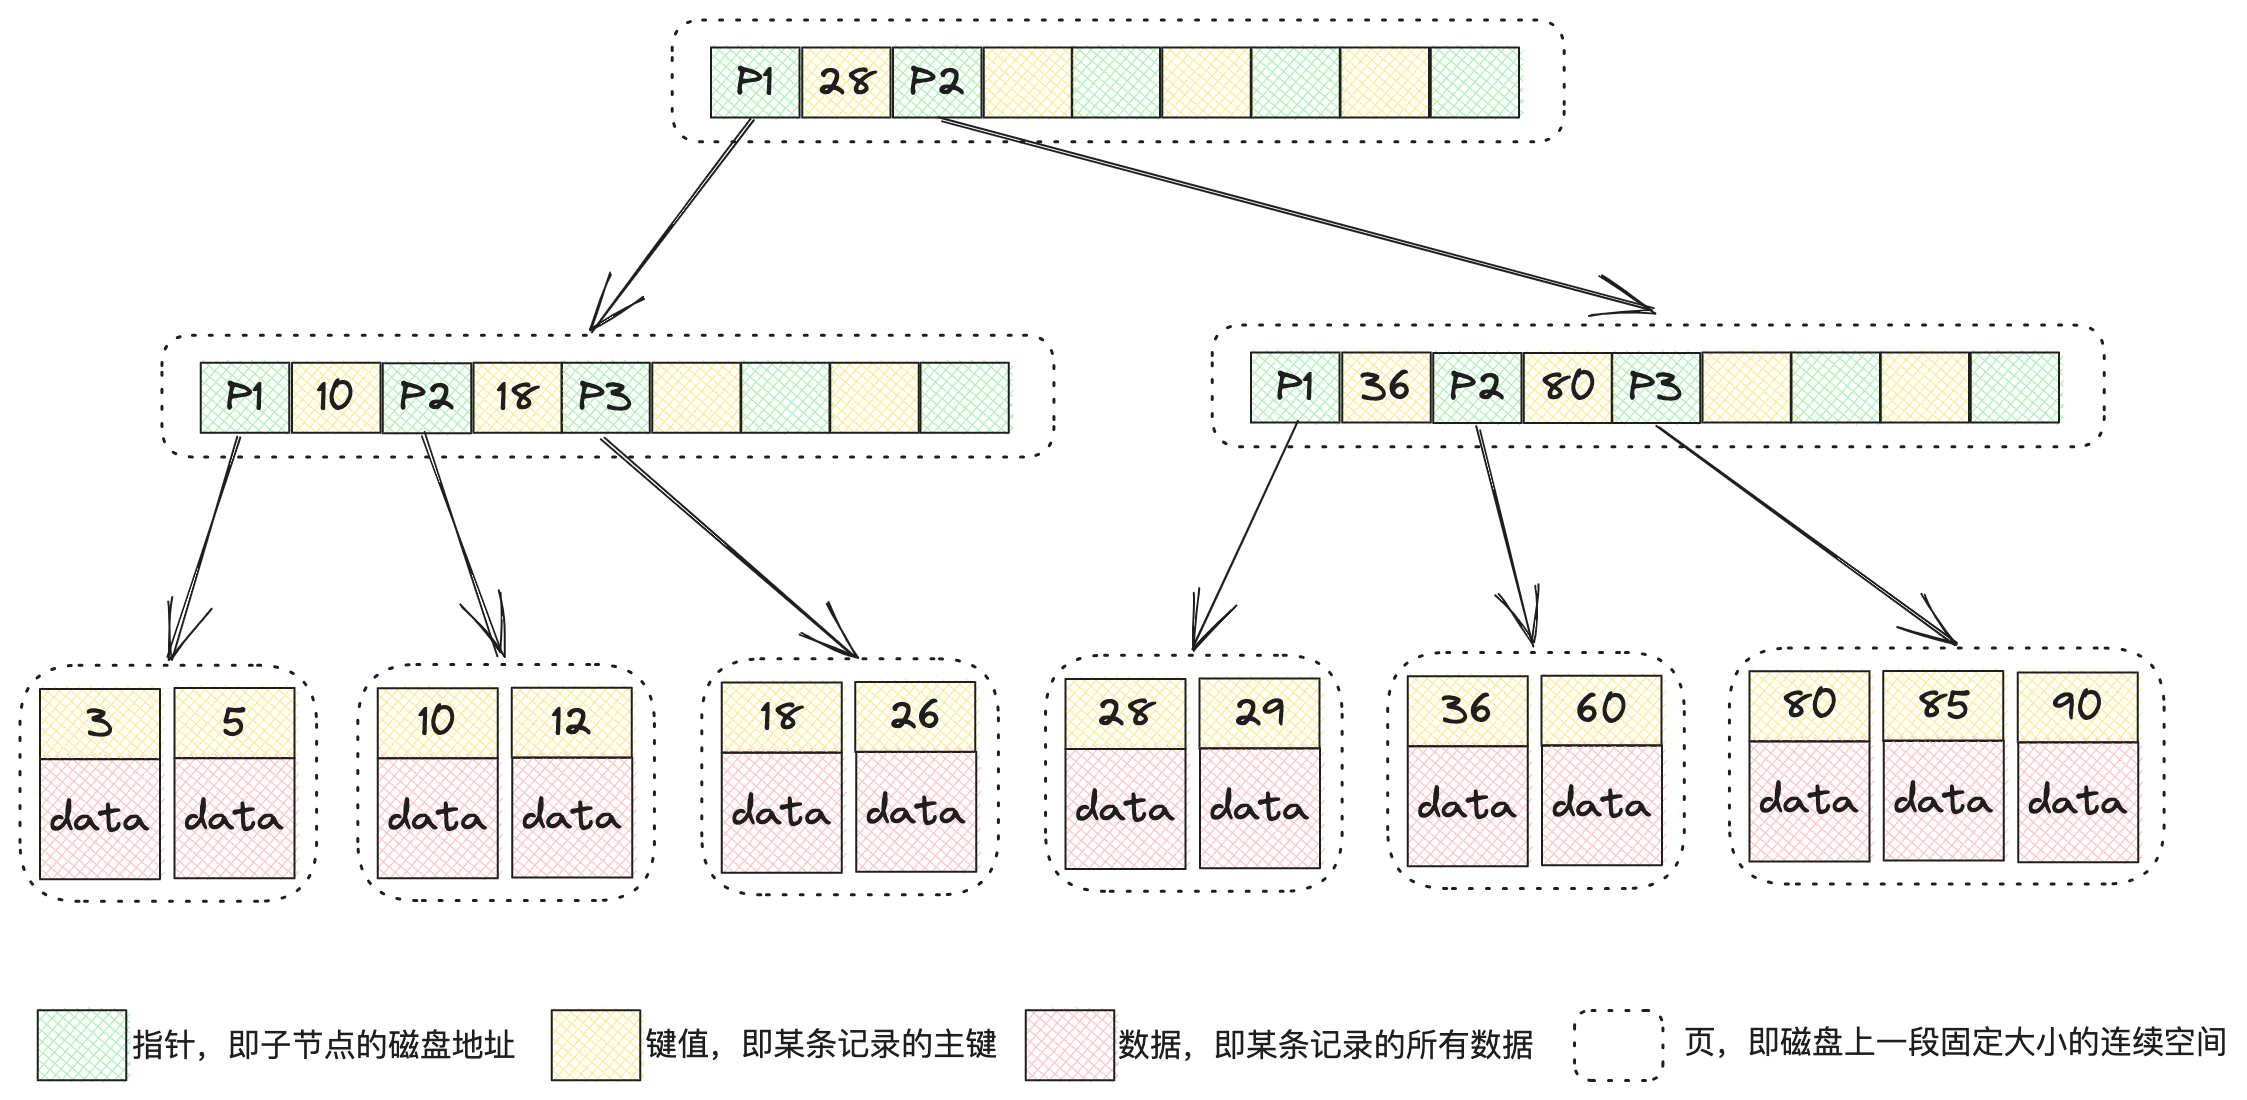 P1 28 P2
P1 10 P2 18 P3
P1 36 P2 80 P3
3 5
data data
10 12
data data
18 26
data data
28 29
data data
36 60
data data
80 85 90
data data data
指针，即子节点的磁盘地址
键值，即某条记录的主键
数据，即某条记录的所有数据
页，即磁盘上一段固定大小的连续空间